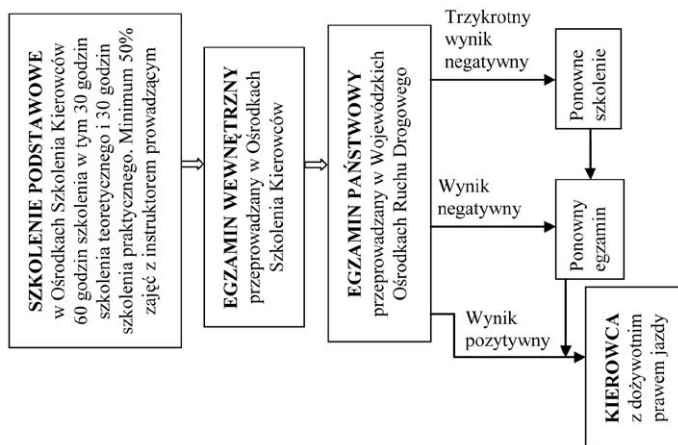 SZKOLENIE PODSTAWOWE
w Ośrodkach Szkolenia Kierowców
60 godzin szkolenia w tym 30 godzin
szkolenia teoretycznego i 30 godzin
szkolenia praktycznego. Minimum 50%
zajęć z instruktorem prowadzącym
EGZAMIN WEWNĘTRZNY
przeprowadzany w Ośrodkach
Szkolenia Kierowców
EGZAMIN PAŃSTWOWY
przeprowadzany w Wojewódzkich
Ośrodkach Ruchu Drogowego
Trzykrotny
wynik
negatywny
Ponowne
szkolenie
Wynik
negatywny
Ponowny
egzamin
Wynik
pozytywny
KIEROWCA
z dożywotnim
prawem jazdy